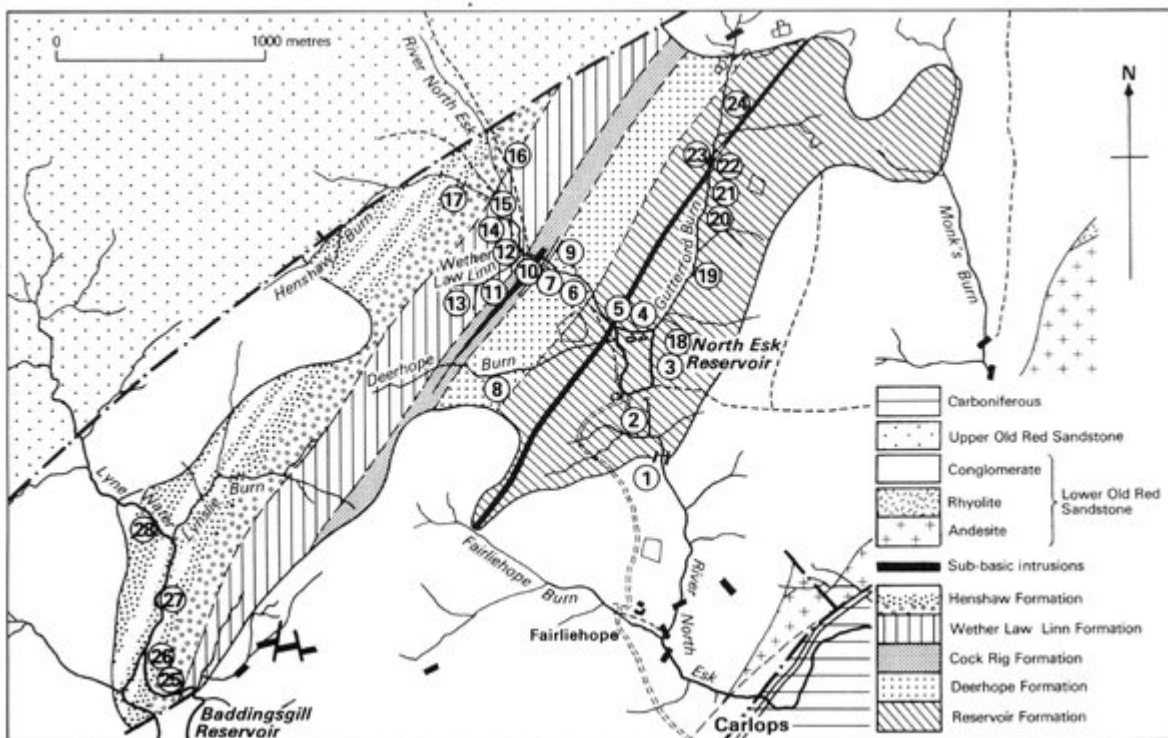 0 1000 metres
River North Esk
N
24
16
23
22
17
15
21
14
20
Henshaw Burn
12
9
Wether
Law Linn
10
7
Gutterford Burn
19
Monk's Burn
13
11
6
5
4
18
North Esk
Reservoir
Deerhope Burn
3
8
2
1
Lyne Water
Lynslie Burn
28
27
26
25
Fairliehope Burn
Fairliehope
River North Esk
Baddingsgill
Reservoir
Carlops
Carboniferous
Upper Old Red Sandstone
Conglomerate
Rhyolite
Andesite
Lower Old Red
Sandstone
Sub-basic intrusions
Henshaw Formation
Wether Law Linn Formation
Cock Rig Formation
Deerhope Formation
Reservoir Formation